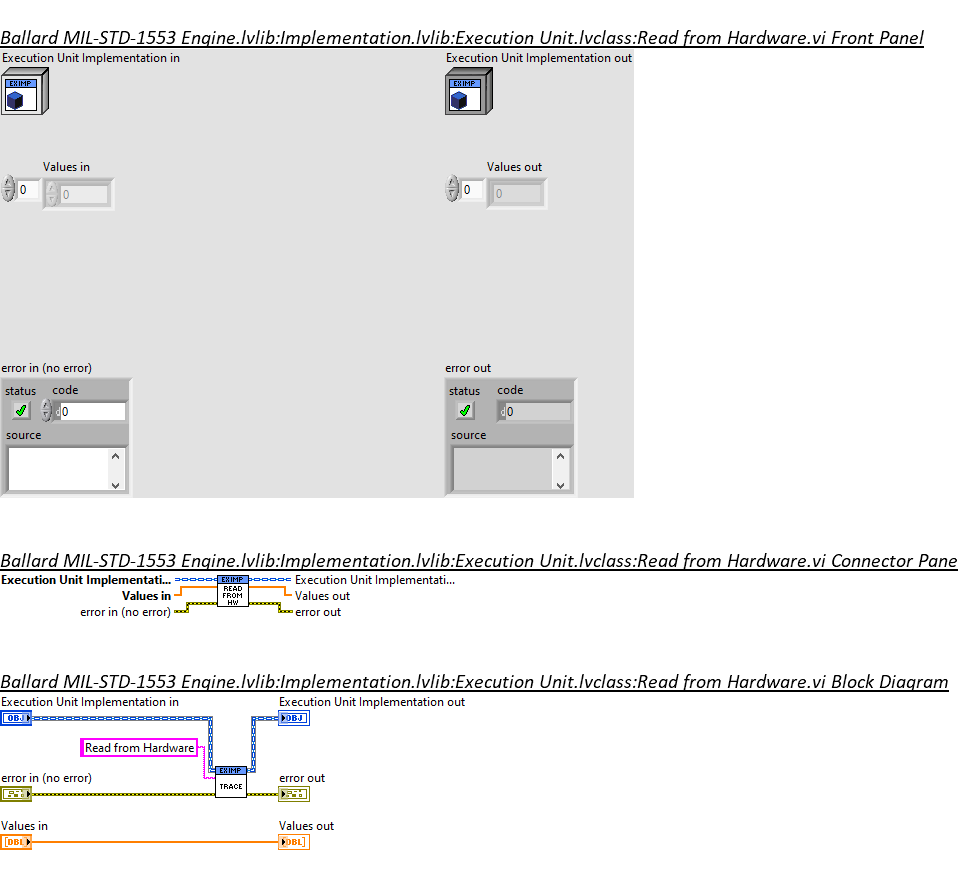 Ballard MIL-STD-1553 Engine.lvlib:Implementation.lvlib:Execution Unit.lvclass:Read from Hardware.vi Front Panel
Execution Unit Implementation in Execution Unit Implementation out
EXIMP EXIMP
Values in Values out
0 0 0 0
error in (no error) error out
status code status code
d 0 d 0
source source
Ballard MIL-STD-1553 Engine.lvlib:Implementation.lvlib:Execution Unit.lvclass:Read from Hardware.vi Connector Pane
Execution Unit Implementati... EXIMP Execution Unit Implementati...
Values in READ FROM HW Values out
error in (no error) error out
Ballard MIL-STD-1553 Engine.lvlib:Implementation.lvlib:Execution Unit.lvclass:Read from Hardware.vi Block Diagram
Execution Unit Implementation in Execution Unit Implementation out
OBJ OBJ
Read from Hardware
EXIMP
error in (no error) TRACE error out
Values in Values out
[DBL] [DBL]